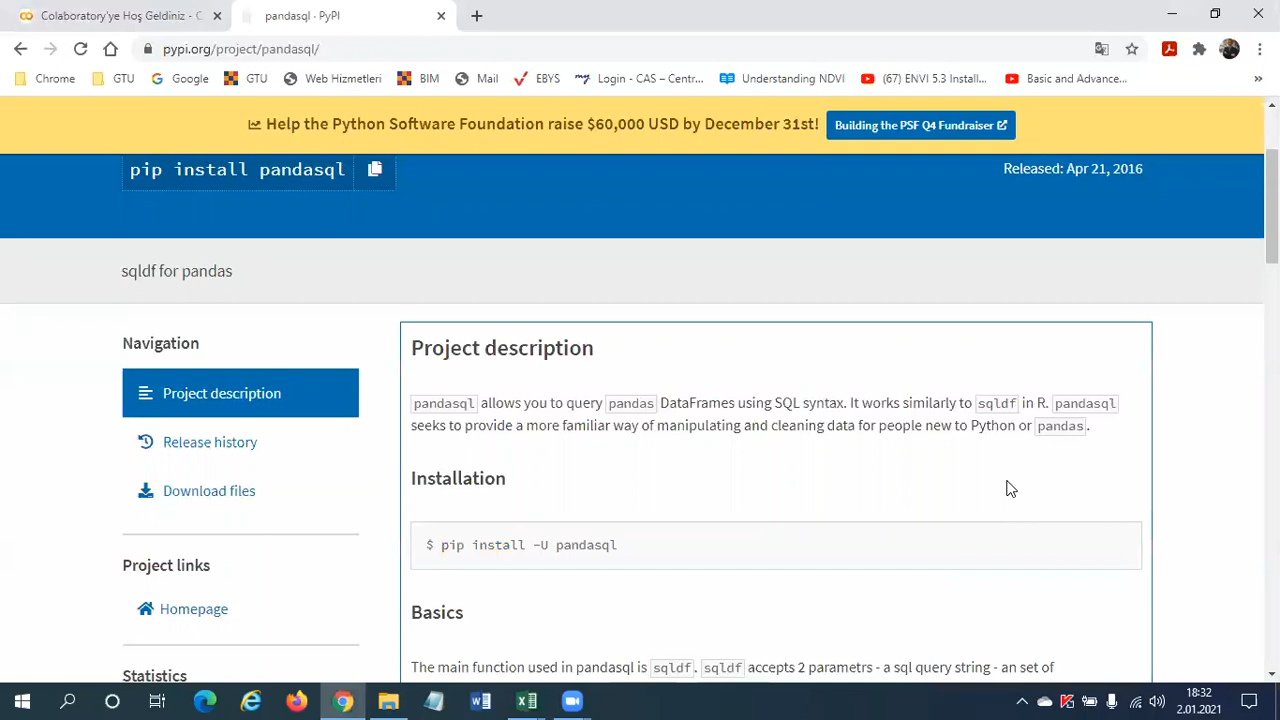 Colaboratory'ye Hoş Geldiniz - C
pandasql · PyPI
pypi.org/project/pandasql/
Chrome
GTU
Google
GTU
Web Hizmetleri
BIM
Mail
EBYS
Login - CAS – Centr...
Understanding NDVI
(67) ENVI 5.3 Install...
Basic and Advance...
»
Help the Python Software Foundation raise $60,000 USD by December 31st!
Building the PSF Q4 Fundraiser
pip install pandasql
Released: Apr 21, 2016
sqldf for pandas
Navigation
Project description
Release history
Download files
Project links
Homepage
Statistics
Project description
pandasql allows you to query pandas DataFrames using SQL syntax. It works similarly to sqldf in R. pandasql
seeks to provide a more familiar way of manipulating and cleaning data for people new to Python or pandas.
Installation
$ pip install -U pandasql
Basics
The main function used in pandasql is sqldf. sqldf accepts 2 parametrs - a sql query string - an set of
18:32
2.01.2021